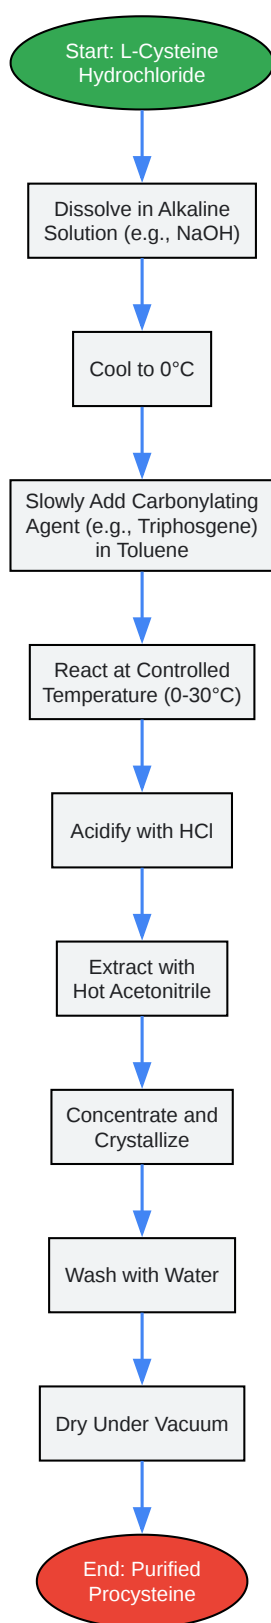 Start: L-Cysteine
Hydrochloride
Dissolve in Alkaline
Solution (e.g., NaOH)
Cool to 0°C
Slowly Add Carbonylating
Agent (e.g., Triphosgene)
in Toluene
React at Controlled
Temperature (0-30°C)
Acidify with HCl
Extract with
Hot Acetonitrile
Concentrate and
Crystallize
Wash with Water
Dry Under Vacuum
End: Purified
Procysteine